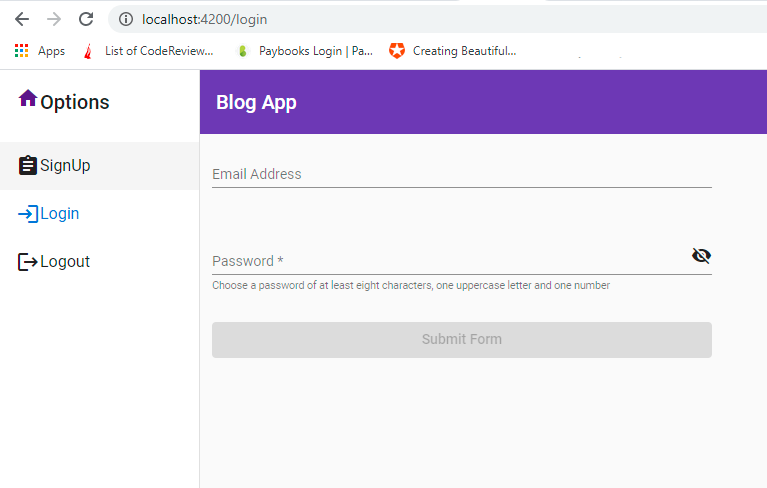 localhost:4200/login
Apps List of CodeReview... Paybooks Login | Pa... Creating Beautiful...
Options
Blog App
SignUp
Login
Logout
Email Address
Password *
Choose a password of at least eight characters, one uppercase letter and one number
Submit Form